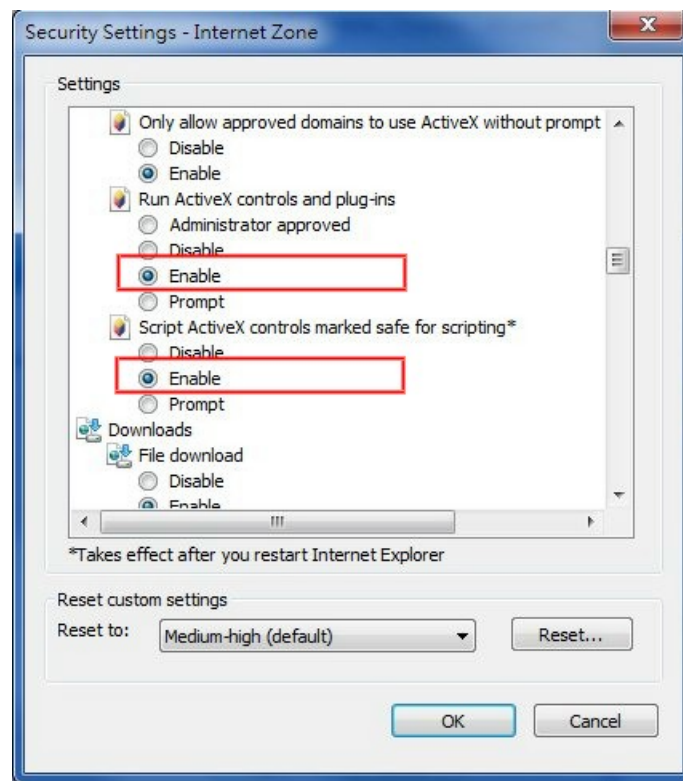 Security Settings - Internet Zone
Settings
Only allow approved domains to use ActiveX without prompt
Disable
Enable
Run ActiveX controls and plug-ins
Administrator approved
Disable
Enable
Prompt
Script ActiveX controls marked safe for scripting*
Disable
Enable
Prompt
Downloads
File download
Disable
Enable
*Takes effect after you restart Internet Explorer
Reset custom settings
Reset to: Medium-high (default) Reset...
OK Cancel